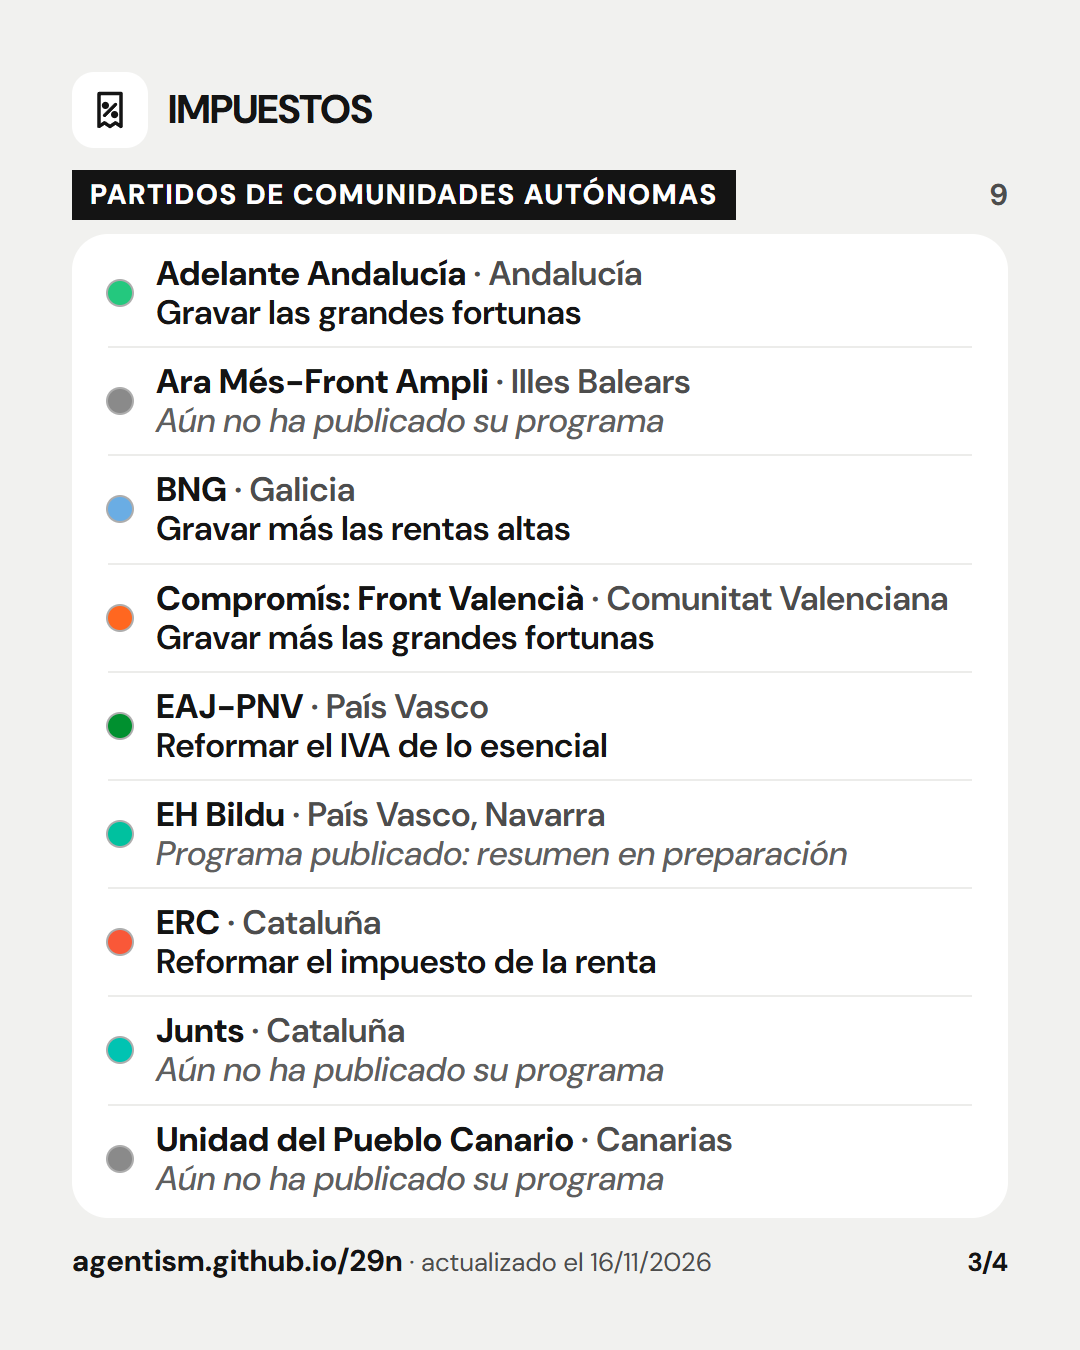 IMPUESTOS
PARTIDOS DE COMUNIDADES AUTÓNOMAS 9
Adelante Andalucía · Andalucía
Gravar las grandes fortunas
Ara Més-Front Ampli · Illes Balears
Aún no ha publicado su programa
BNG · Galicia
Gravar más las rentas altas
Compromís: Front Valencià · Comunitat Valenciana
Gravar más las grandes fortunas
EAJ-PNV · País Vasco
Reformar el IVA de lo esencial
EH Bildu · País Vasco, Navarra
Programa publicado: resumen en preparación
ERC · Cataluña
Reformar el impuesto de la renta
Junts · Cataluña
Aún no ha publicado su programa
Unidad del Pueblo Canario · Canarias
Aún no ha publicado su programa
agentism.github.io/29n · actualizado el 16/11/2026 3/4